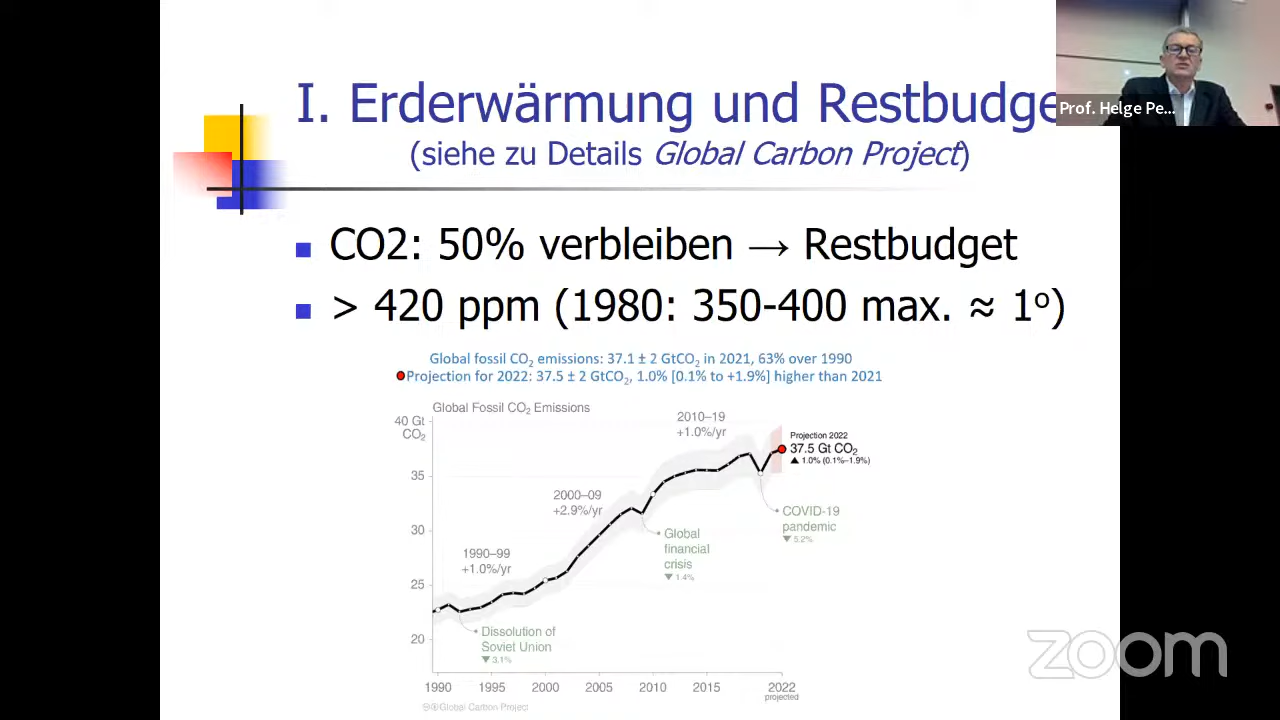 I. Erderwärmung und Restbudge
(siehe zu Details Global Carbon Project)
Prof. Helge Pe...
CO2: 50% verbleiben → Restbudget
> 420 ppm (1980: 350-400 max. ≈ 1º)
Global fossil CO₂ emissions: 37.1 ± 2 GtCO₂ in 2021, 63% over 1990
Projection for 2022: 37.5 ± 2 GtCO₂, 1.0% [0.1% to +1.9%] higher than 2021
Global Fossil CO₂ Emissions
40 Gt
CO₂
35
30
25
20
2010–19
+1.0%/yr
Projection 2022
37.5 Gt CO₂
▲ 1.0% (0.1%–1.9%)
2000–09
+2.9%/yr
COVID-19
pandemic
▼ 5.2%
Global
financial
crisis
▼ 1.4%
1990–99
+1.0%/yr
Dissolution of
Soviet Union
▼ 3.1%
1990 1995 2000 2005 2010 2015 2022
projected
Global Carbon Project
zoom